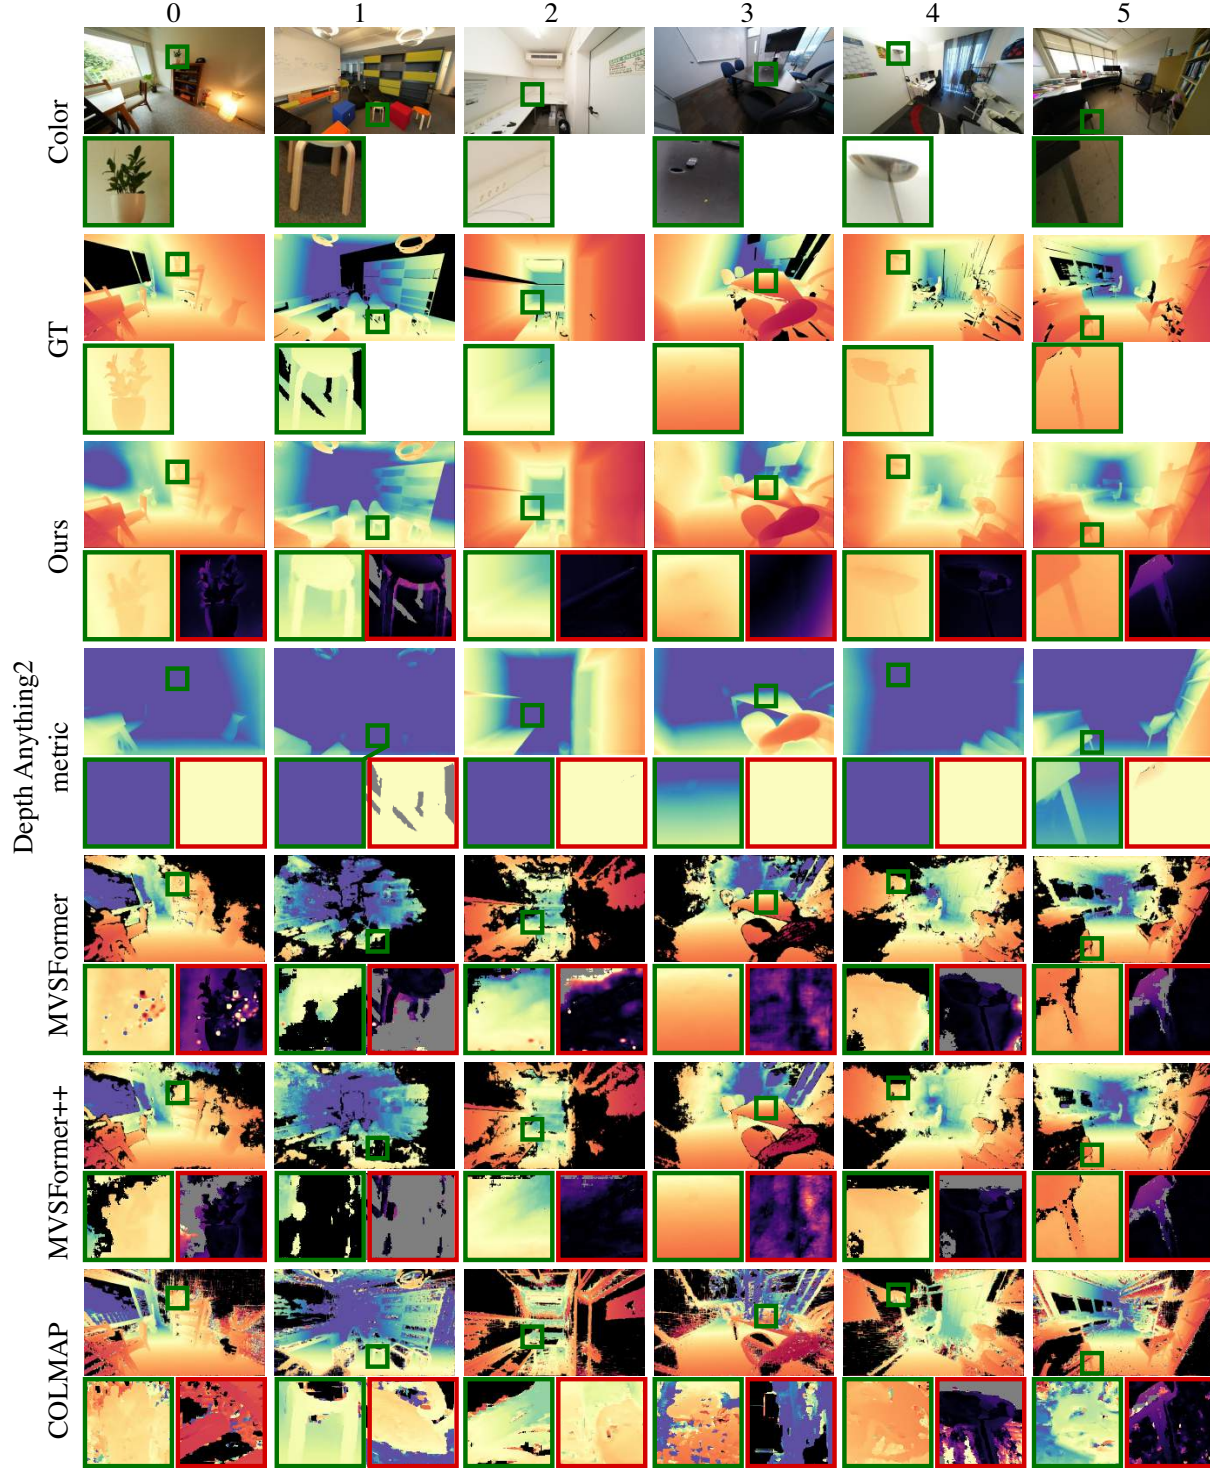 0 1 2 3 4 5
Color
GT
Ours
Depth Anything2
metric
MVSFormer
MVSFormer++
COLMAP